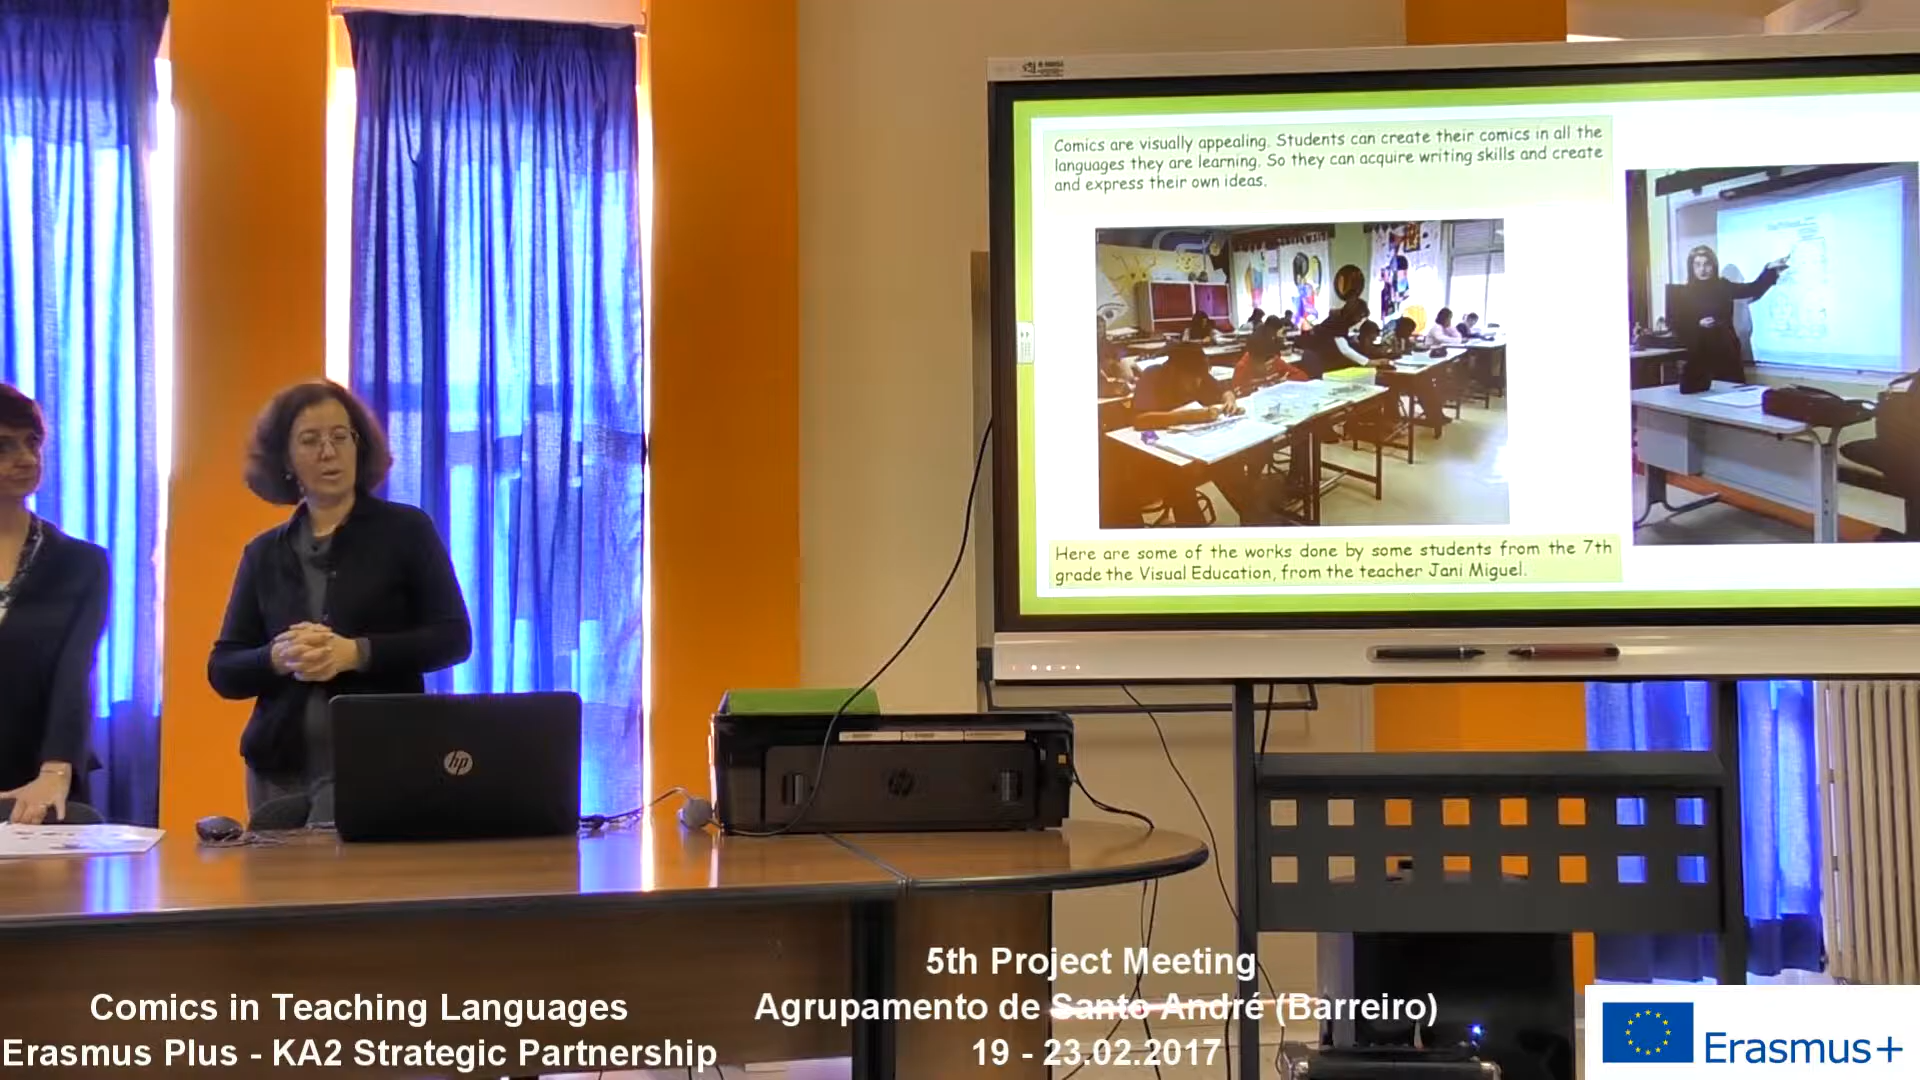 Comics are visually appealing. Students can create their comics in all the
languages they are learning. So they can acquire writing skills and create
and express their own ideas.
Here are some of the works done by some students from the 7th
grade the Visual Education, from the teacher Jani Miguel.
hp
5th Project Meeting
Agrupamento de Santo André (Barreiro)
19 - 23.02.2017
Comics in Teaching Languages
Erasmus Plus - KA2 Strategic Partnership
Erasmus+